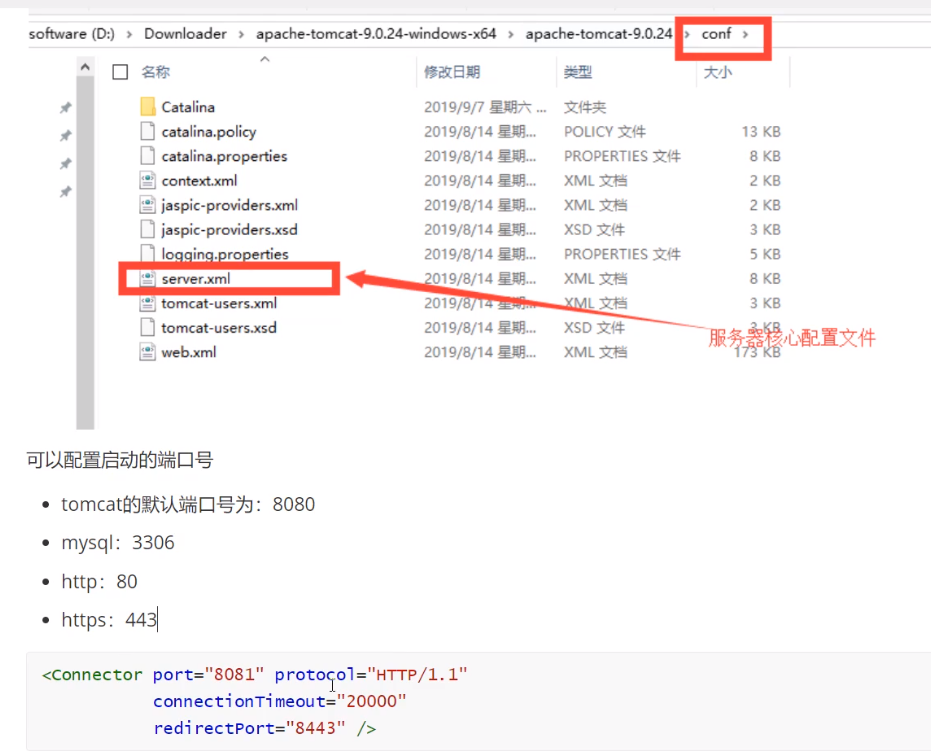 software (D:) › Downloader › apache-tomcat-9.0.24-windows-x64 › apache-tomcat-9.0.24 › conf ›
名称 修改日期 类型 大小
Catalina 2019/9/7 星期六 ... 文件夹
catalina.policy 2019/8/14 星期... POLICY 文件 13 KB
catalina.properties 2019/8/14 星期... PROPERTIES 文件 8 KB
context.xml 2019/8/14 星期... XML 文档 2 KB
jaspic-providers.xml 2019/8/14 星期... XML 文档 2 KB
jaspic-providers.xsd 2019/8/14 星期... XSD 文件 3 KB
logging.properties 2019/8/14 星期... PROPERTIES 文件 5 KB
server.xml 2019/8/14 星期... XML 文档 8 KB
tomcat-users.xml 2019/8/14 星期... XML 文档 3 KB
tomcat-users.xsd 2019/8/14 星期... XSD 文件 3 KB
服务器核心配置文件
web.xml 2019/8/14 星期... XML 文档 173 KB
可以配置启动的端口号
• tomcat的默认端口号为：8080
• mysql：3306
• http：80
• https：443
<Connector port="8081" protocol="HTTP/1.1"
connectionTimeout="20000"
redirectPort="8443" />